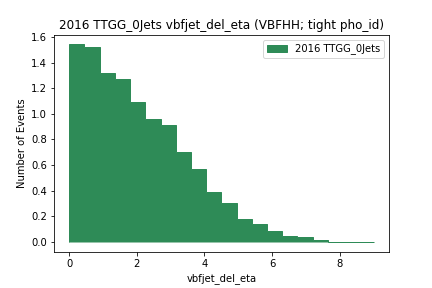 2016 TTGG_0Jets vbfjet_del_eta (VBFHH; tight pho_id)
2016 TTGG_0Jets
Number of Events
1.6
1.4
1.2
1.0
0.8
0.6
0.4
0.2
0.0
0 2 4 6 8
vbfjet_del_eta